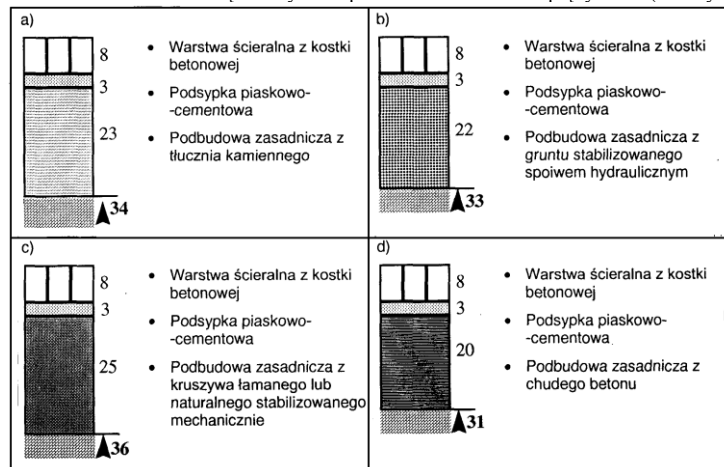 a)
8
3
23
34
• Warstwa ścieralna z kostki
betonowej
• Podsypka piaskowo-
-cementowa
• Podbudowa zasadnicza z
tłucznia kamiennego
b)
8
3
22
33
• Warstwa ścieralna z kostki
betonowej
• Podsypka piaskowo-
-cementowa
• Podbudowa zasadnicza z
gruntu stabilizowanego
spoiwem hydraulicznym
c)
8
3
25
36
• Warstwa ścieralna z kostki
betonowej
• Podsypka piaskowo-
-cementowa
• Podbudowa zasadnicza z
kruszywa łamanego lub
naturalnego stabilizowanego
mechanicznie
d)
8
3
20
31
• Warstwa ścieralna z kostki
betonowej
• Podsypka piaskowo-
-cementowa
• Podbudowa zasadnicza z
chudego betonu